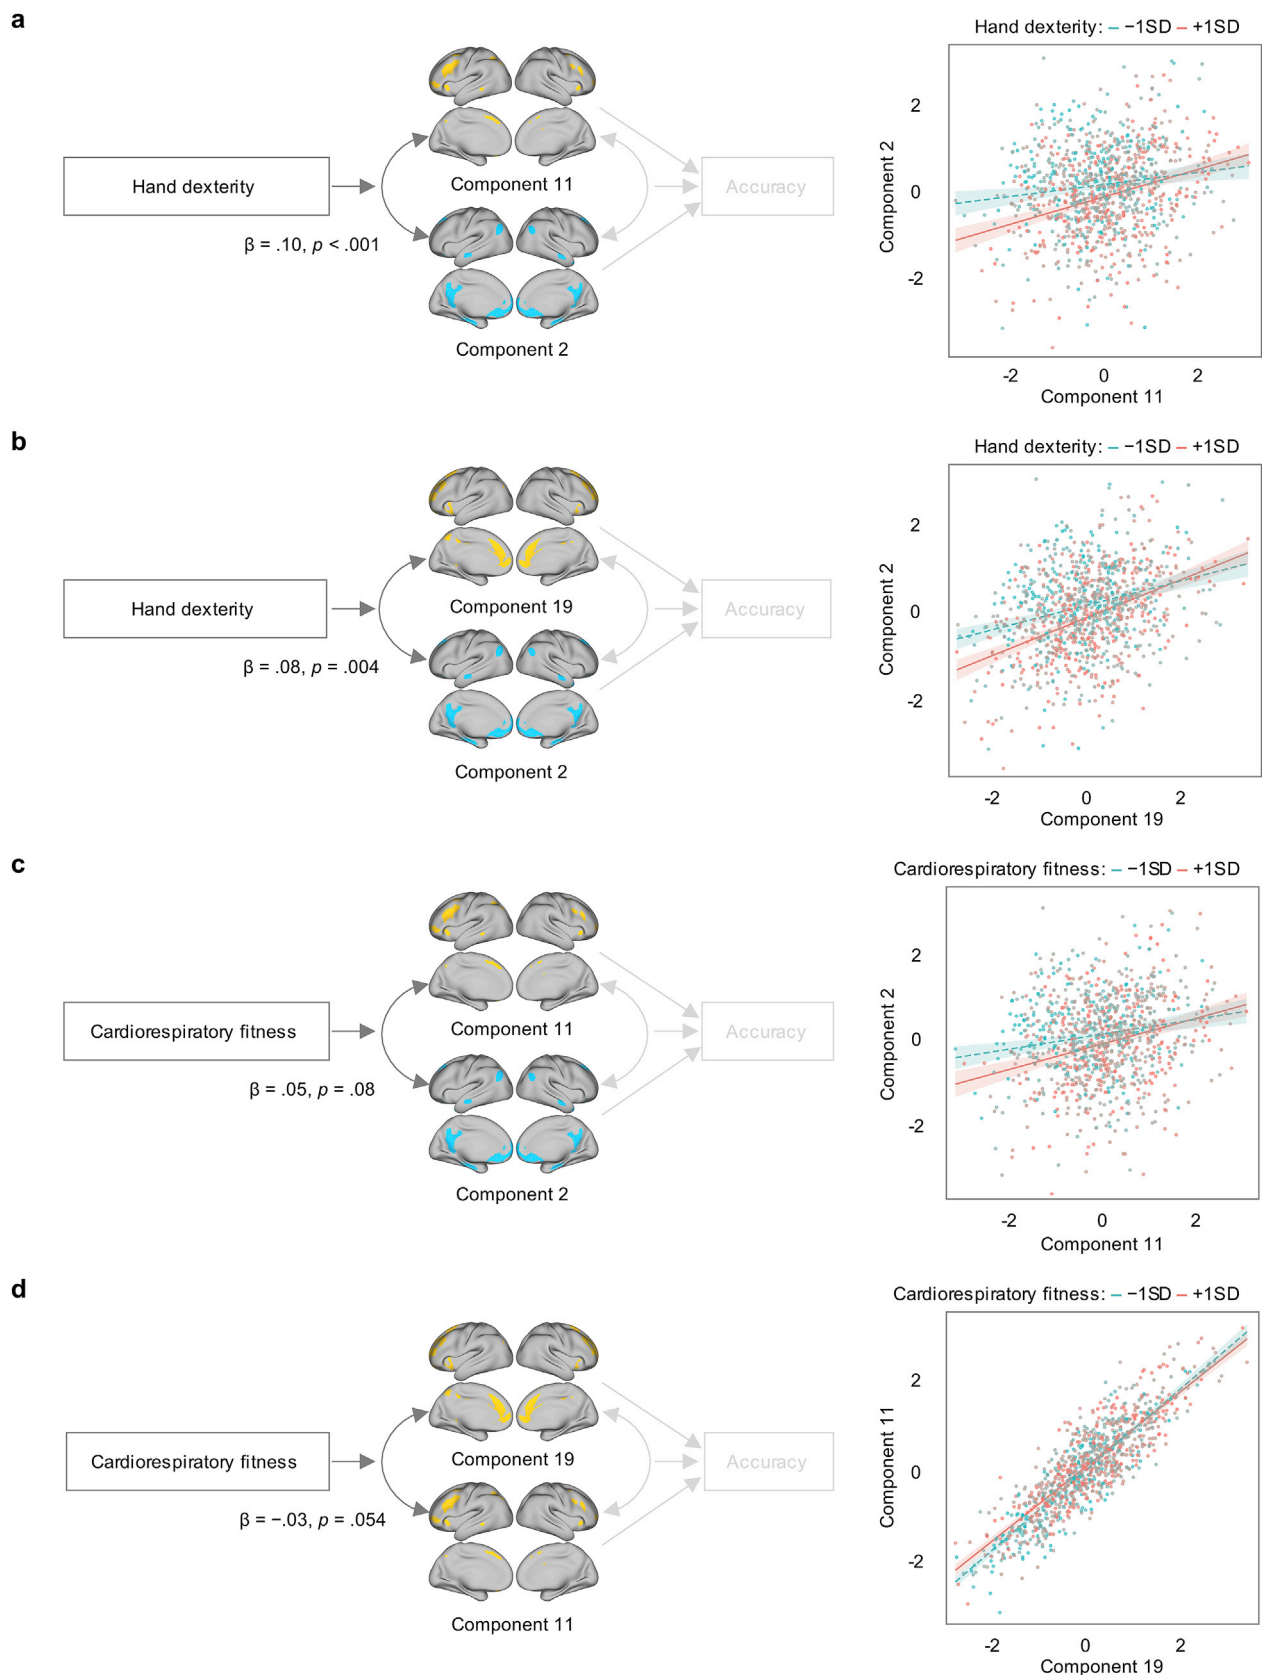 a
Hand dexterity: −1SD +1SD
Hand dexterity
β = .10, p < .001
Component 11
Component 2
Accuracy
Component 2
2
0
-2
-2 0 2
Component 11
b
Hand dexterity: −1SD +1SD
Hand dexterity
β = .08, p = .004
Component 19
Component 2
Accuracy
Component 2
2
0
-2
-2 0 2
Component 19
c
Cardiorespiratory fitness: −1SD +1SD
Cardiorespiratory fitness
β = .05, p = .08
Component 11
Component 2
Accuracy
Component 2
2
0
-2
-2 0 2
Component 11
d
Cardiorespiratory fitness: −1SD +1SD
Cardiorespiratory fitness
β = −.03, p = .054
Component 19
Component 11
Accuracy
Component 11
2
0
-2
-2 0 2
Component 19